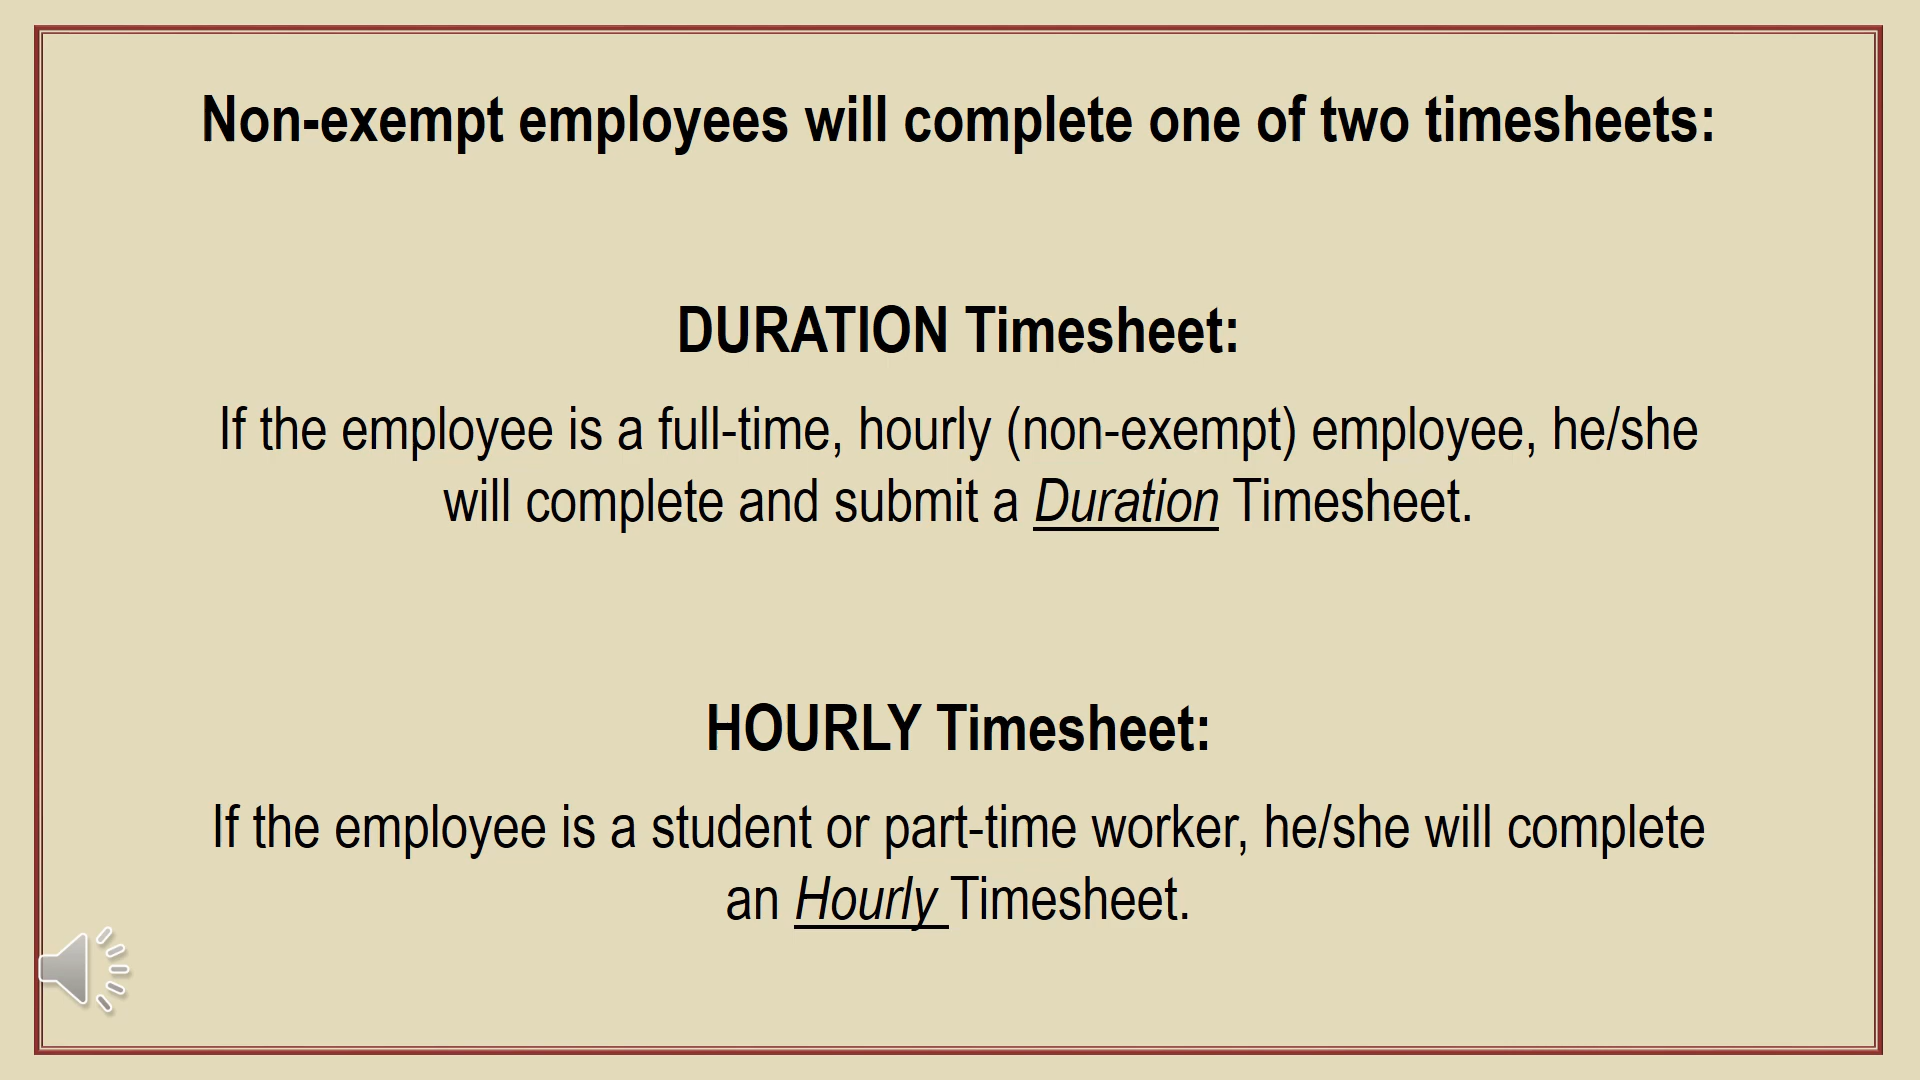 Non-exempt employees will complete one of two timesheets:
DURATION Timesheet:
If the employee is a full-time, hourly (non-exempt) employee, he/she
will complete and submit a Duration Timesheet.
HOURLY Timesheet:
If the employee is a student or part-time worker, he/she will complete
an Hourly Timesheet.